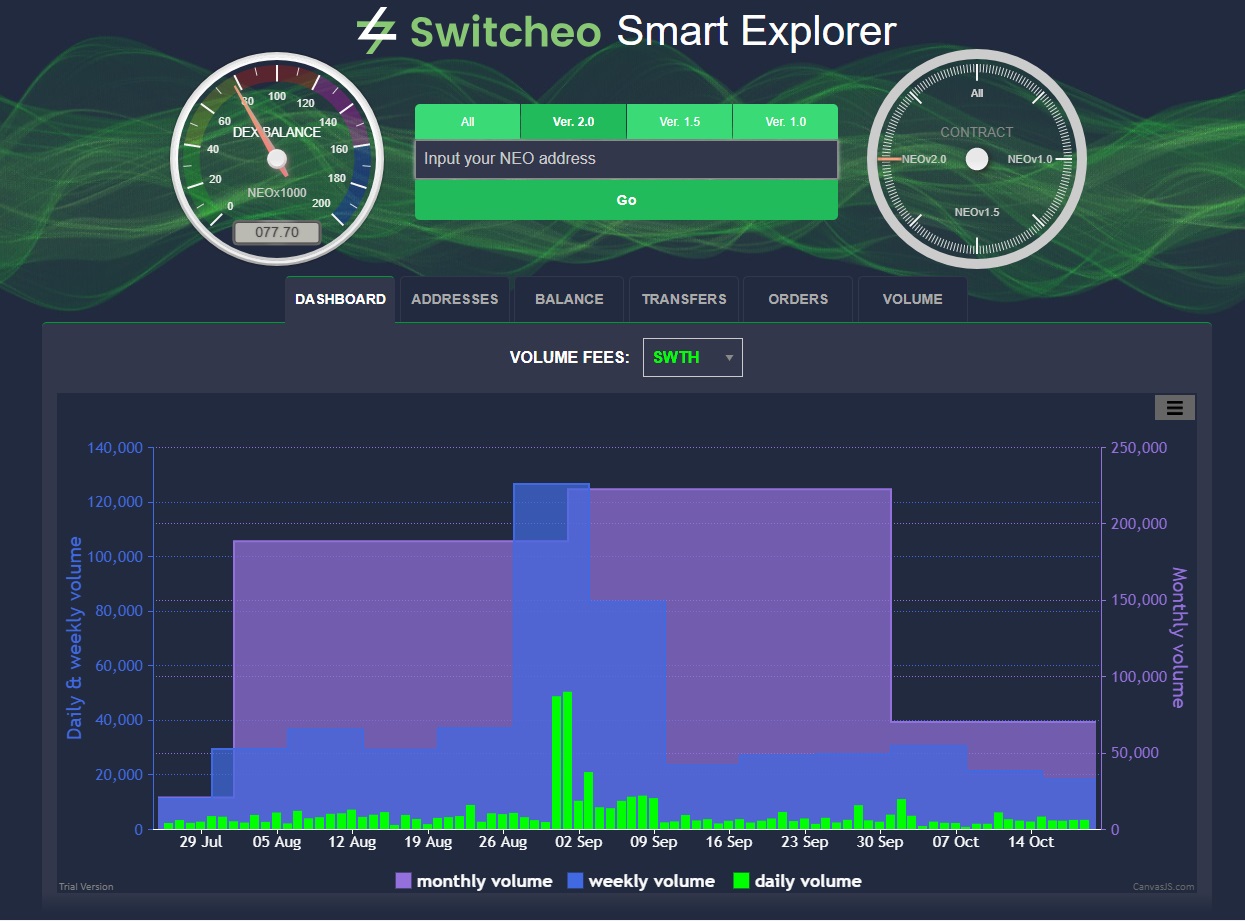 Switcheo Smart Explorer
0 20 40 60 80 100 120 140 160 180 200
DEX BALANCE
NEOx1000
077.70
All Ver. 2.0 Ver. 1.5 Ver. 1.0
Input your NEO address
Go
All
CONTRACT
NEOv2.0 NEOv1.0
NEOv1.5
DASHBOARD ADDRESSES BALANCE TRANSFERS ORDERS VOLUME
VOLUME FEES: SWTH
Daily & weekly volume
140,000
120,000
100,000
80,000
60,000
40,000
20,000
0
250,000
200,000
150,000
100,000
50,000
0
Monthly volume
29 Jul 05 Aug 12 Aug 19 Aug 26 Aug 02 Sep 09 Sep 16 Sep 23 Sep 30 Sep 07 Oct 14 Oct
monthly volume weekly volume daily volume
Trial Version
CanvasJS.com